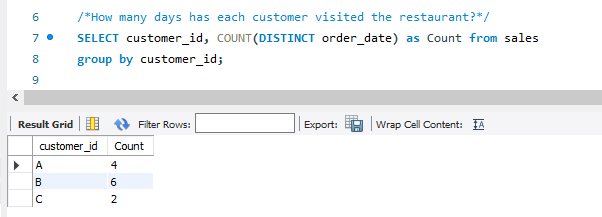 6 /*How many days has each customer visited the restaurant?*/
7 SELECT customer_id, COUNT(DISTINCT order_date) as Count from sales
8 group by customer_id;
9
Result Grid Filter Rows: Export: Wrap Cell Content: IA
customer_id Count
A 4
B 6
C 2